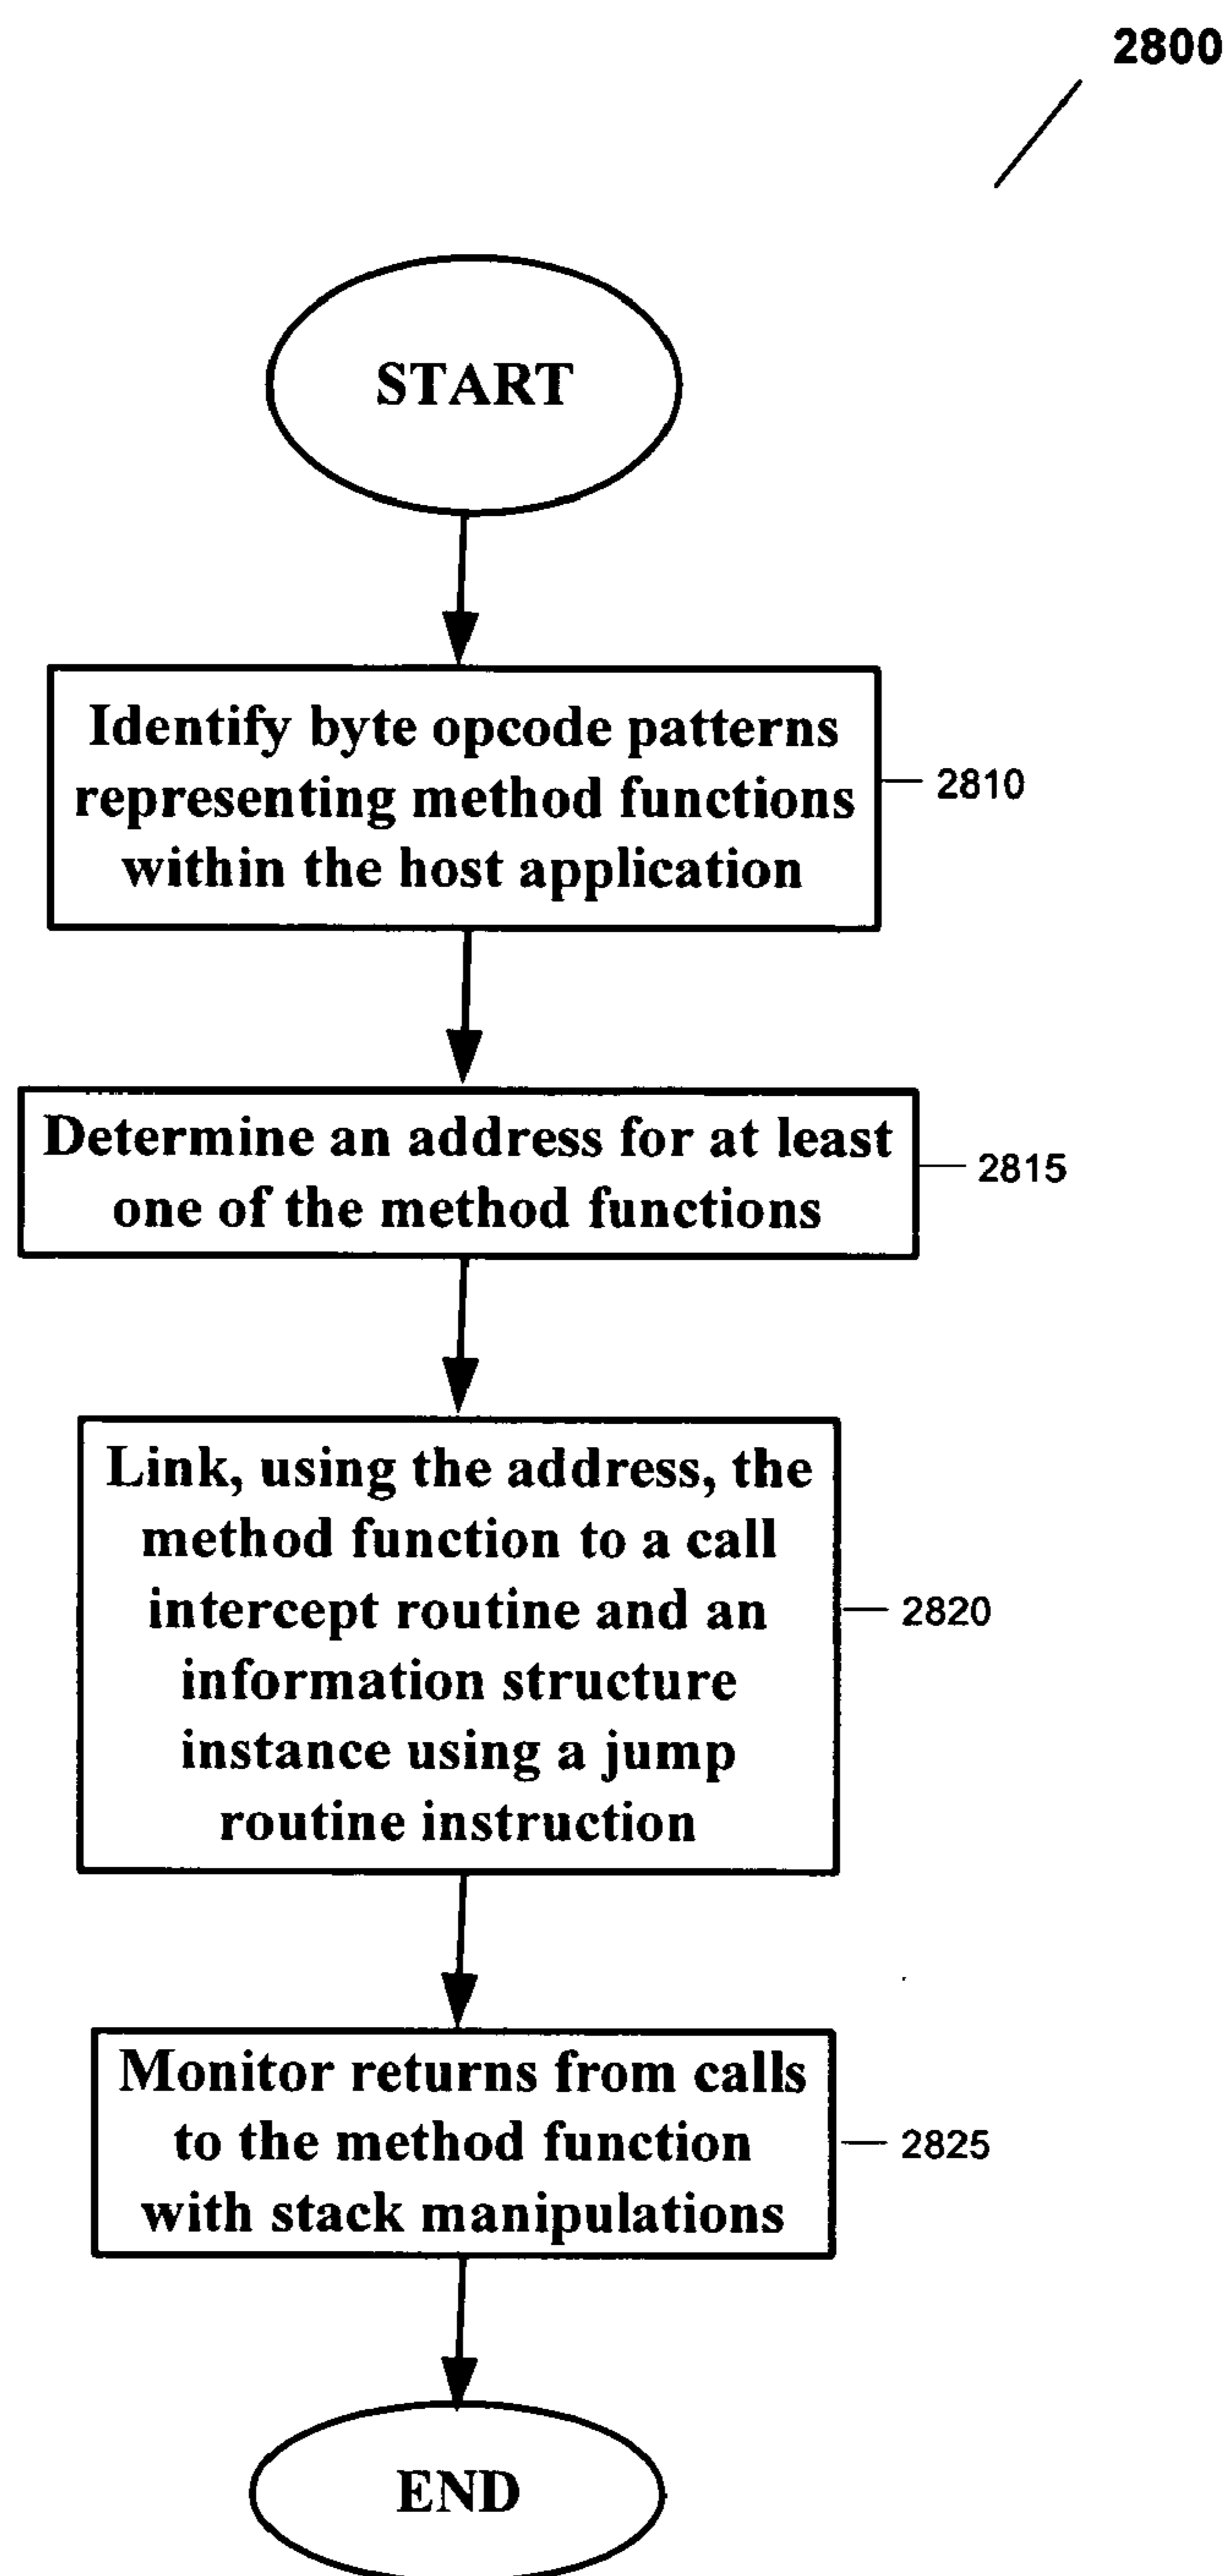 2800
START
Identify byte opcode patterns
representing method functions
within the host application
2810
Determine an address for at least
one of the method functions
2815
Link, using the address, the
method function to a call
intercept routine and an
information structure
instance using a jump
routine instruction
2820
Monitor returns from calls
to the method function
with stack manipulations
2825
END